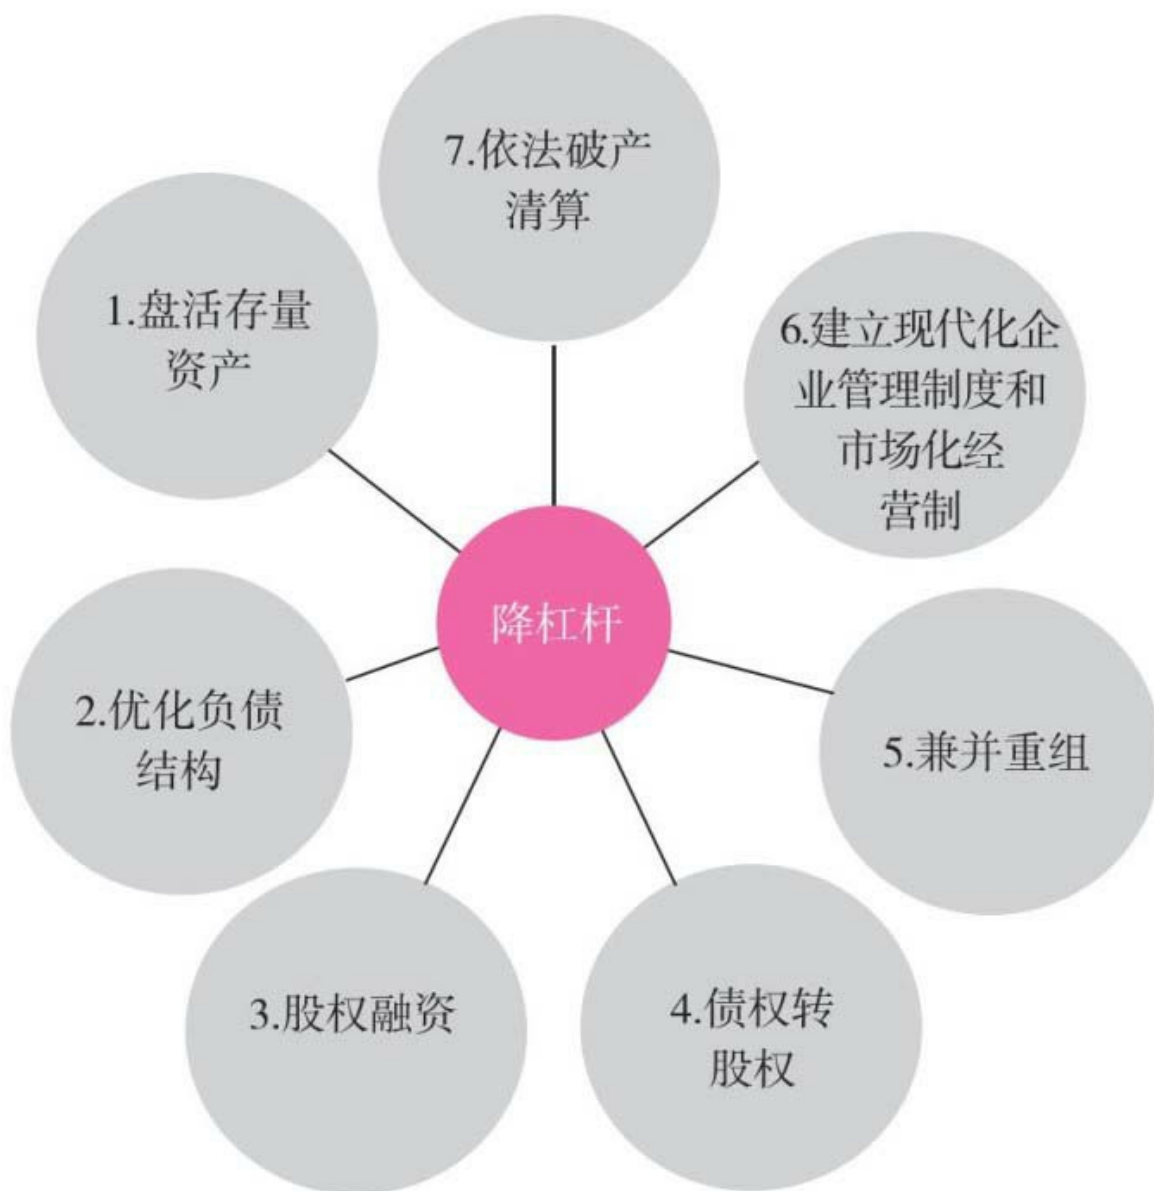 7.依法破产
清算
1.盘活存量
资产
6.建立现代化企
业管理制度和
市场化经
营制
降杠杆
2.优化负债
结构
5.兼并重组
3.股权融资
4.债权转
股权